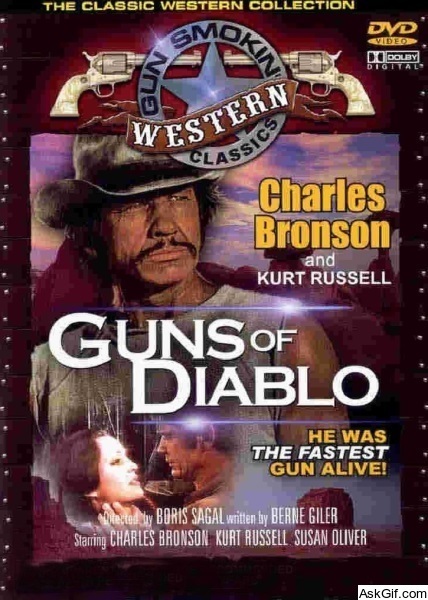 THE CLASSIC WESTERN COLLECTION
DVD
VIDEO
DOLBY
DIGITAL
GUN SMOKIN'
WESTERN
CLASSICS
Charles
Bronson
and
KURT RUSSELL
GUNS OF
DIABLO
HE WAS
THE FASTEST
GUN ALIVE!
Directed by BORIS SAGAL written by BERNE GILER
Starring CHARLES BRONSON KURT RUSSELL SUSAN OLIVER
AskGif.com